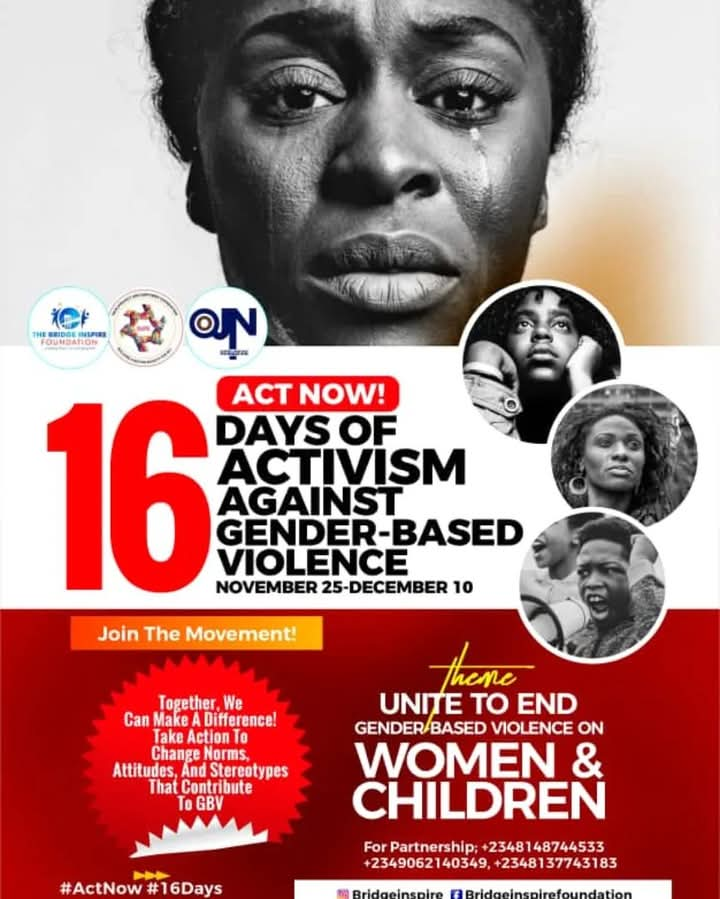 THE BRIDGE INSPIRE
FOUNDATION
ACT NOW!
16
DAYS OF
ACTIVISM
AGAINST
GENDER-BASED
VIOLENCE
NOVEMBER 25-DECEMBER 10
Join The Movement!
Together, We
Can Make A Difference!
Take Action To
Change Norms,
Attitudes, And Stereotypes
That Contribute
To GBV
#ActNow #16Days
theme
UNITE TO END
GENDER-BASED VIOLENCE ON
WOMEN &
CHILDREN
For Partnership; +2348148744533
+2349062140349, +2348137743183
Bridgeinspire Bridgeinspirefoundation